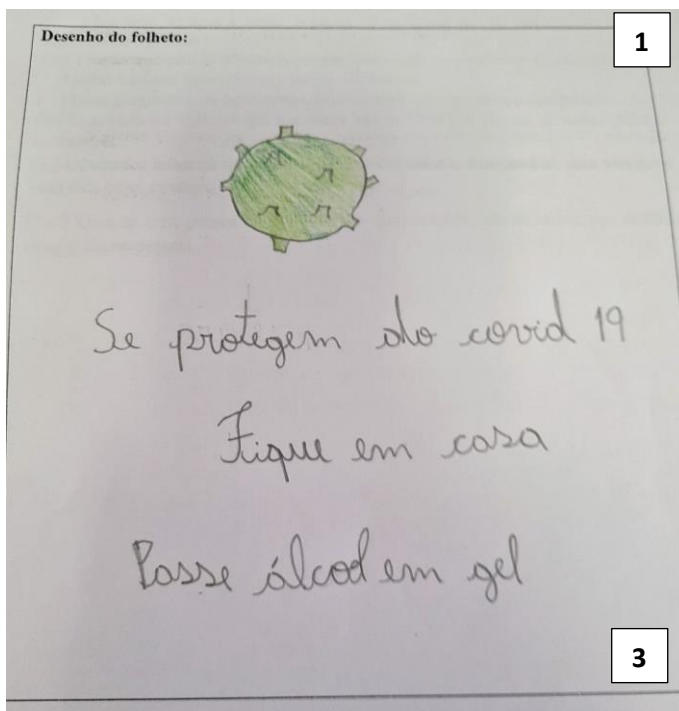 Desenho do folheto:
1
Se protegem do covid 19
Fique em casa
Passe álcool em gel
3